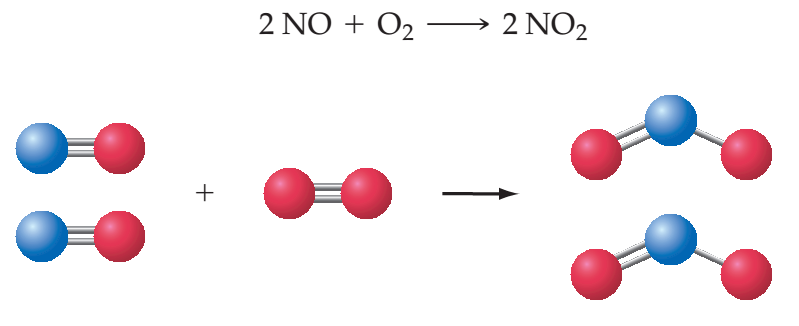 2 NO + O₂ ⟶ 2 NO₂
+